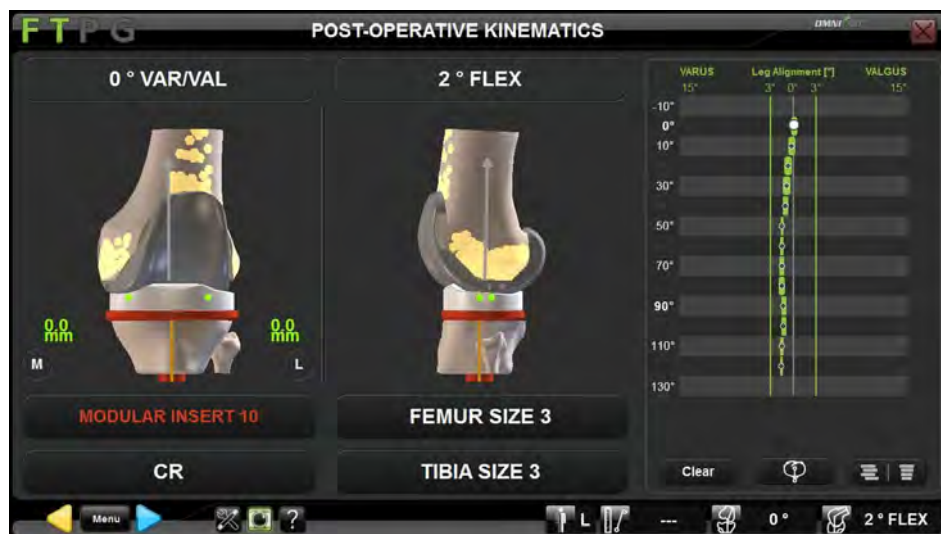 F T P G
POST-OPERATIVE KINEMATICS
0 ° VAR/VAL
2 ° FLEX
0.0
mm
0.0
mm
M
L
MODULAR INSERT 10
FEMUR SIZE 3
CR
TIBIA SIZE 3
VARUS Leg Alignment [°] VALGUS
15° 3° 0° 3° 15°
-10°
0°
10°
30°
50°
70°
90°
110°
130°
Clear
Menu
?
L
---
0 °
2 ° FLEX